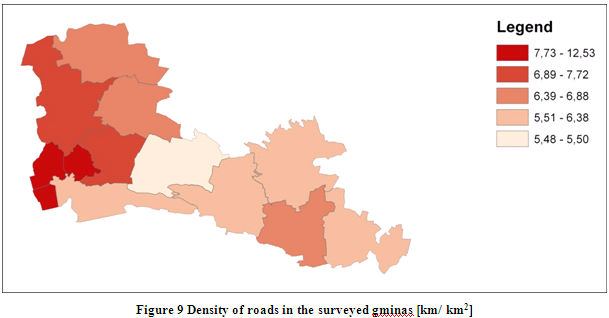 Legend
7,73 - 12,53
6,89 - 7,72
6,39 - 6,88
5,51 - 6,38
5,48 - 5,50
Figure 9 Density of roads in the surveyed gminas [km/ km²]